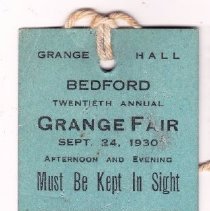 GRANGE HALL
BEDFORD
TWENTIETH ANNUAL
GRANGE FAIR
SEPT. 24, 1930
AFTERNOON AND EVENING
Must Be Kept In Sight